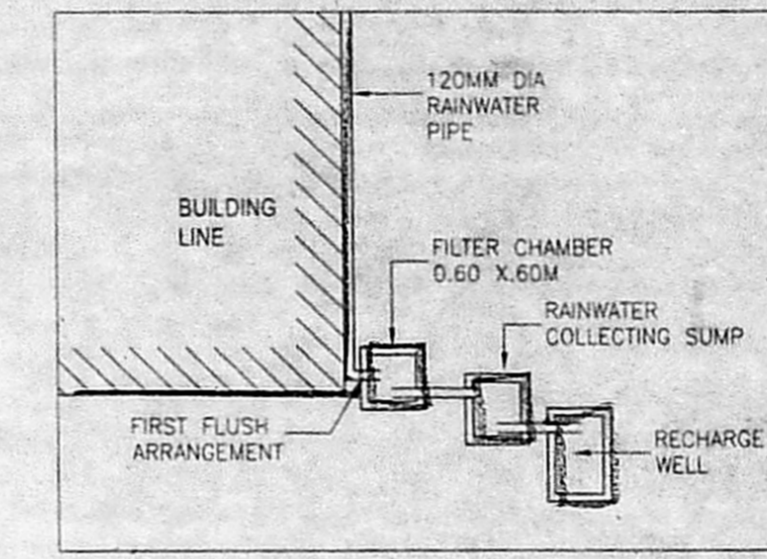 120MM DIA
RAINWATER
PIPE
BUILDING
LINE
FILTER CHAMBER
0.60 X.60M
RAINWATER
COLLECTING SUMP
FIRST FLUSH
ARRANGEMENT
RECHARGE
WELL